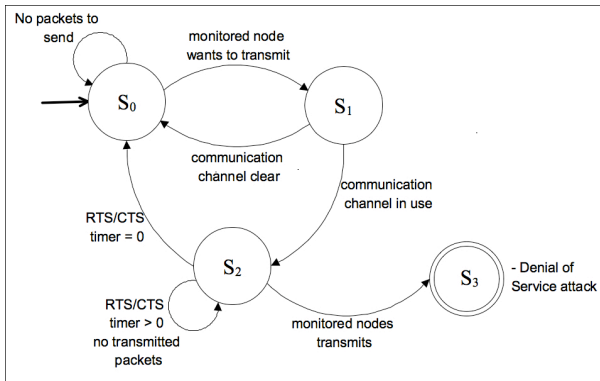 No packets to
send
monitored node
wants to transmit
S0
S1
communication
channel clear
communication
channel in use
RTS/CTS
timer = 0
S2
S3
- Denial of
Service attack
RTS/CTS
timer > 0
no transmitted
packets
monitored nodes
transmits